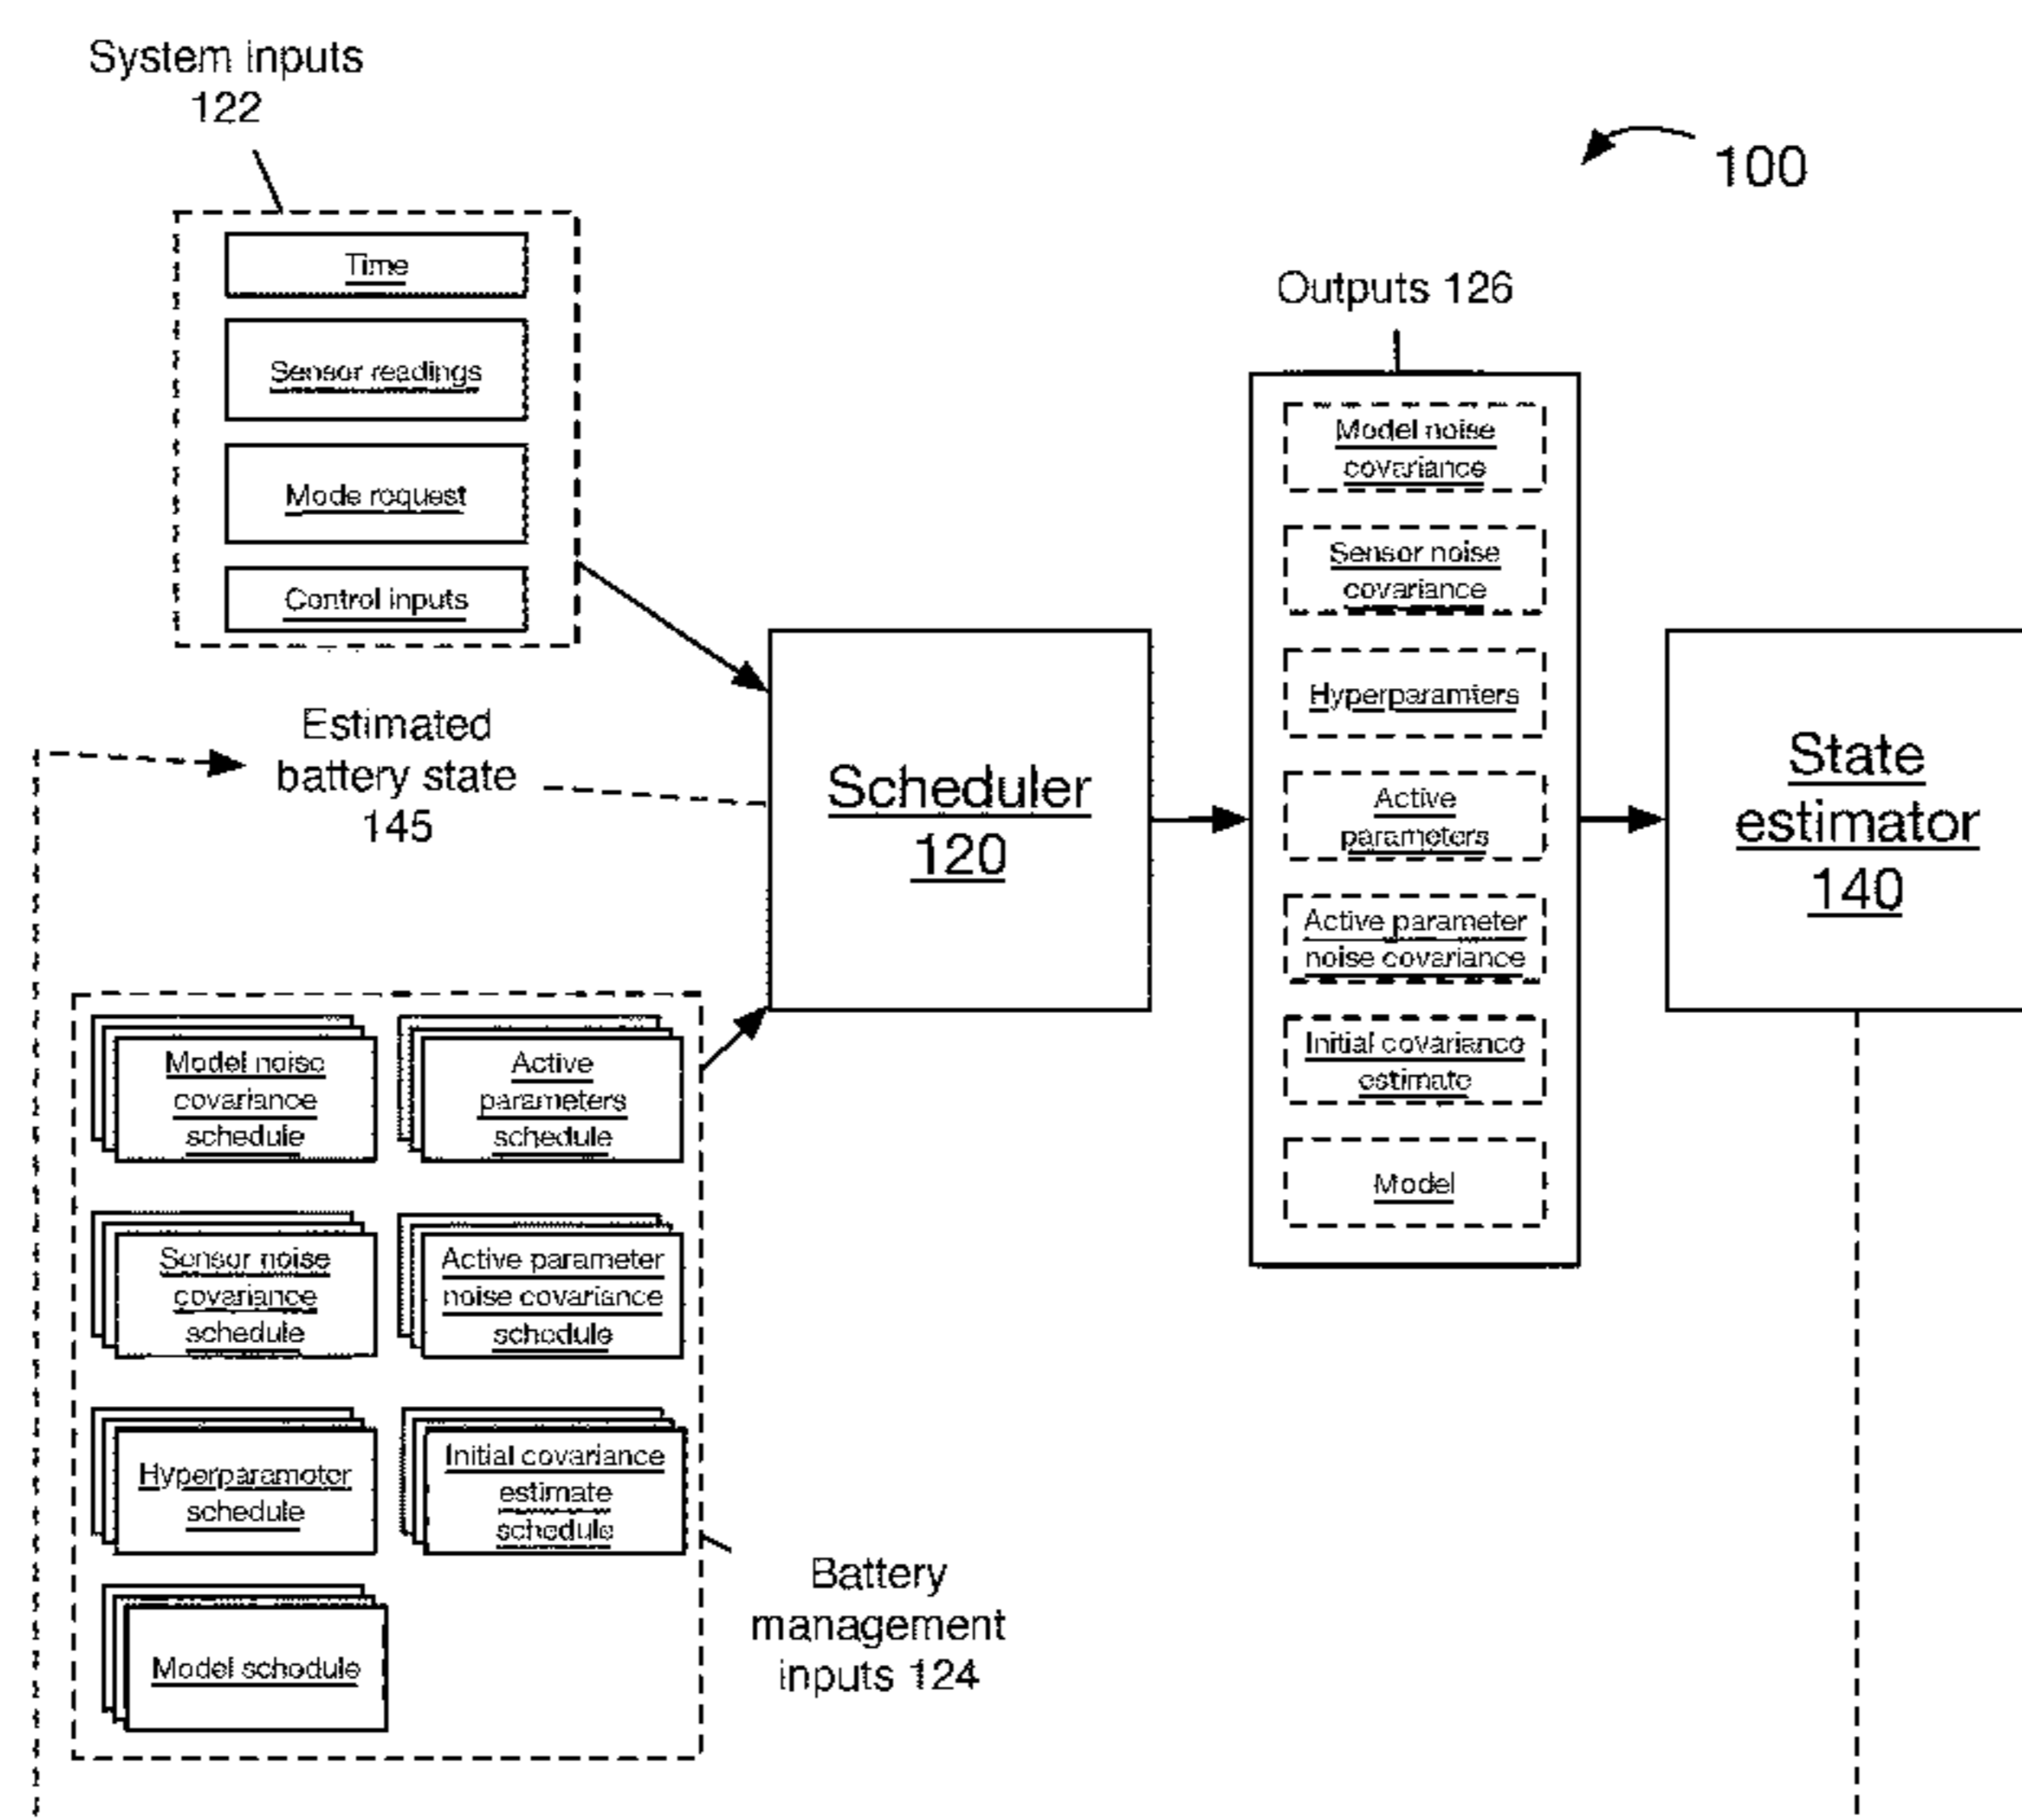 System inputs
122
100
Time
Sensor readings
Mode request
Control inputs
Outputs 126
Model noise
covariance
Sensor noise
covariance
Hyperparamters
Active
parameters
Active parameter
noise covariance
Initial covariance
estimate
Model
Estimated
battery state
145
Scheduler
120
State
estimator
140
Model noise
covariance
schedule
Active
parameters
schedule
Sensor noise
covariance
schedule
Active parameter
noise covariance
schedule
Hyperparameter
schedule
Initial covariance
estimate
schedule
Model schedule
Battery
management
inputs 124